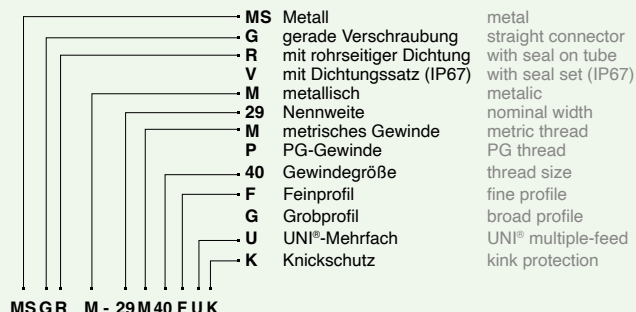 MS Metall metal
G gerade Verschraubung straight connector
R mit rohrseitiger Dichtung with seal on tube
V mit Dichtungssatz (IP67) with seal set (IP67)
M metallisch metalic
29 Nennweite nominal width
M metrisches Gewinde metric thread
P PG-Gewinde PG thread
40 Gewindegröße thread size
F Feinprofil fine profile
G Grobprofil broad profile
U UNI®-Mehrfach UNI® multiple-feed
K Knickschutz kink protection
MS G R M - 29 M 40 F U K